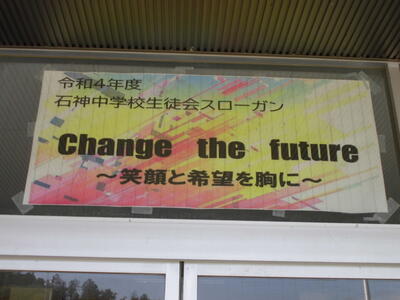 令和4年度
石神中学校生徒会スローガン
Change the future
～笑顔と希望を胸に～